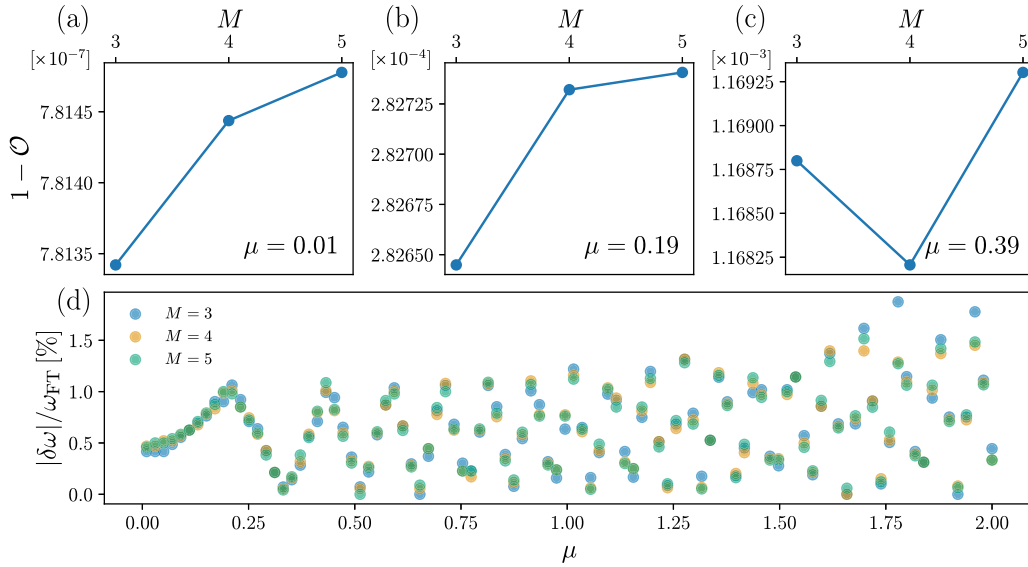 (a) M (b) M (c) M
3 4 5 3 4 5 3 4 5
[×10⁻⁷] [×10⁻⁴] [×10⁻³]
1 − 𝒪
7.8145
7.8140
7.8135
μ = 0.01
2.82725
2.82700
2.82675
2.82650
μ = 0.19
1.16925
1.16900
1.16875
1.16850
1.16825
μ = 0.39
(d)
M = 3
M = 4
M = 5
|δω|/ω_FT [%]
1.5
1.0
0.5
0.0
0.00 0.25 0.50 0.75 1.00 1.25 1.50 1.75 2.00
μ